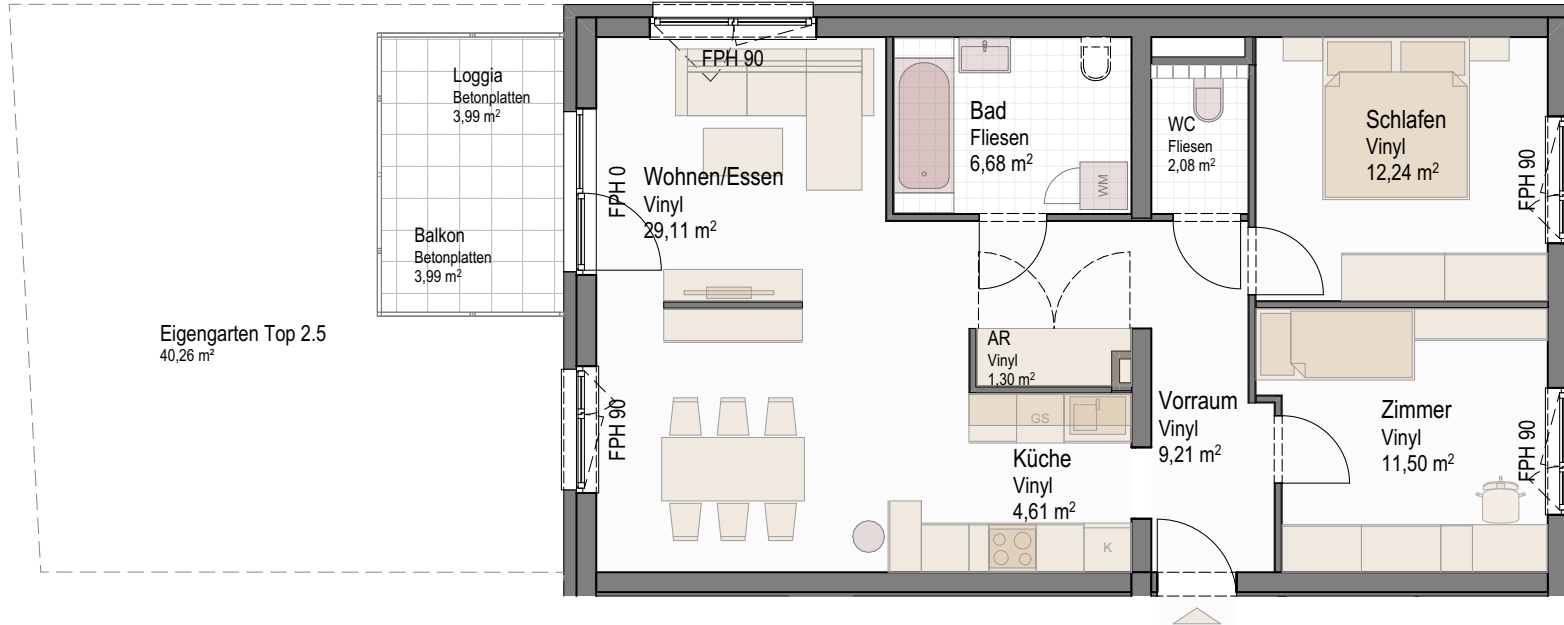 FPH 90
Loggia
Betonplatten
3,99 m²
Balkon
Betonplatten
3,99 m²
Eigengarten Top 2.5
40,26 m²
FPH 0
Wohnen/Essen
Vinyl
29,11 m²
FPH 90
Bad
Fliesen
6,68 m²
WM
WC
Fliesen
2,08 m²
Schlafen
Vinyl
12,24 m²
FPH 90
AR
Vinyl
1,30 m²
GS
Küche
Vinyl
4,61 m²
K
Vorraum
Vinyl
9,21 m²
Zimmer
Vinyl
11,50 m²
FPH 90